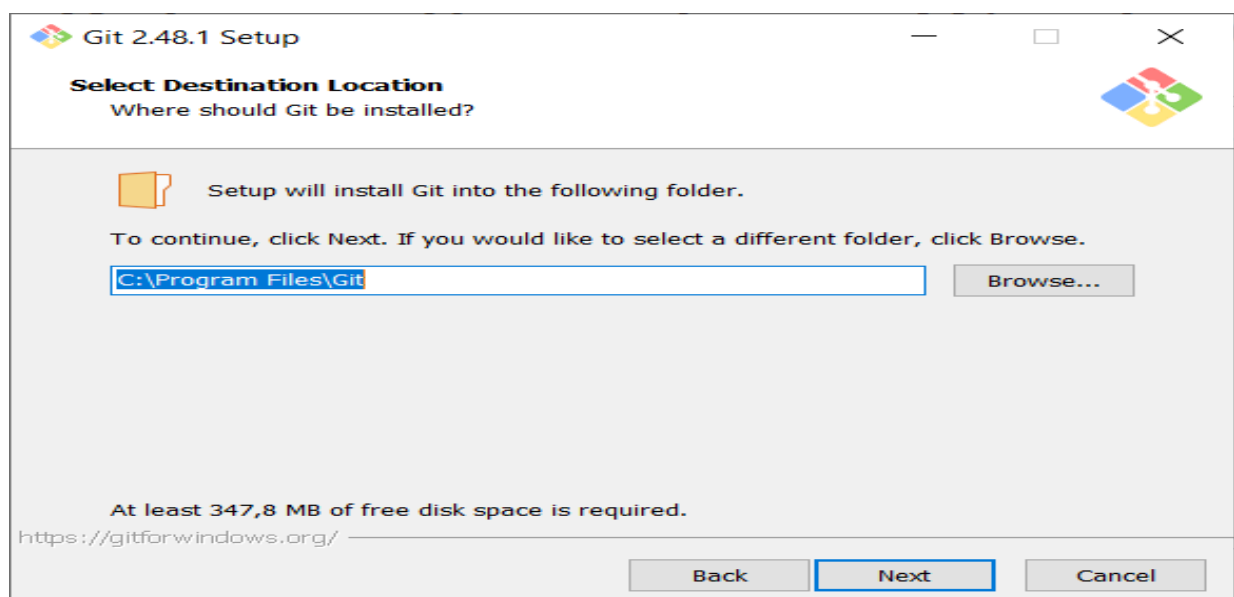 Git 2.48.1 Setup
Select Destination Location
Where should Git be installed?
Setup will install Git into the following folder.
To continue, click Next. If you would like to select a different folder, click Browse.
C:\Program Files\Git
Browse...
At least 347,8 MB of free disk space is required.
https://gitforwindows.org/
Back Next Cancel